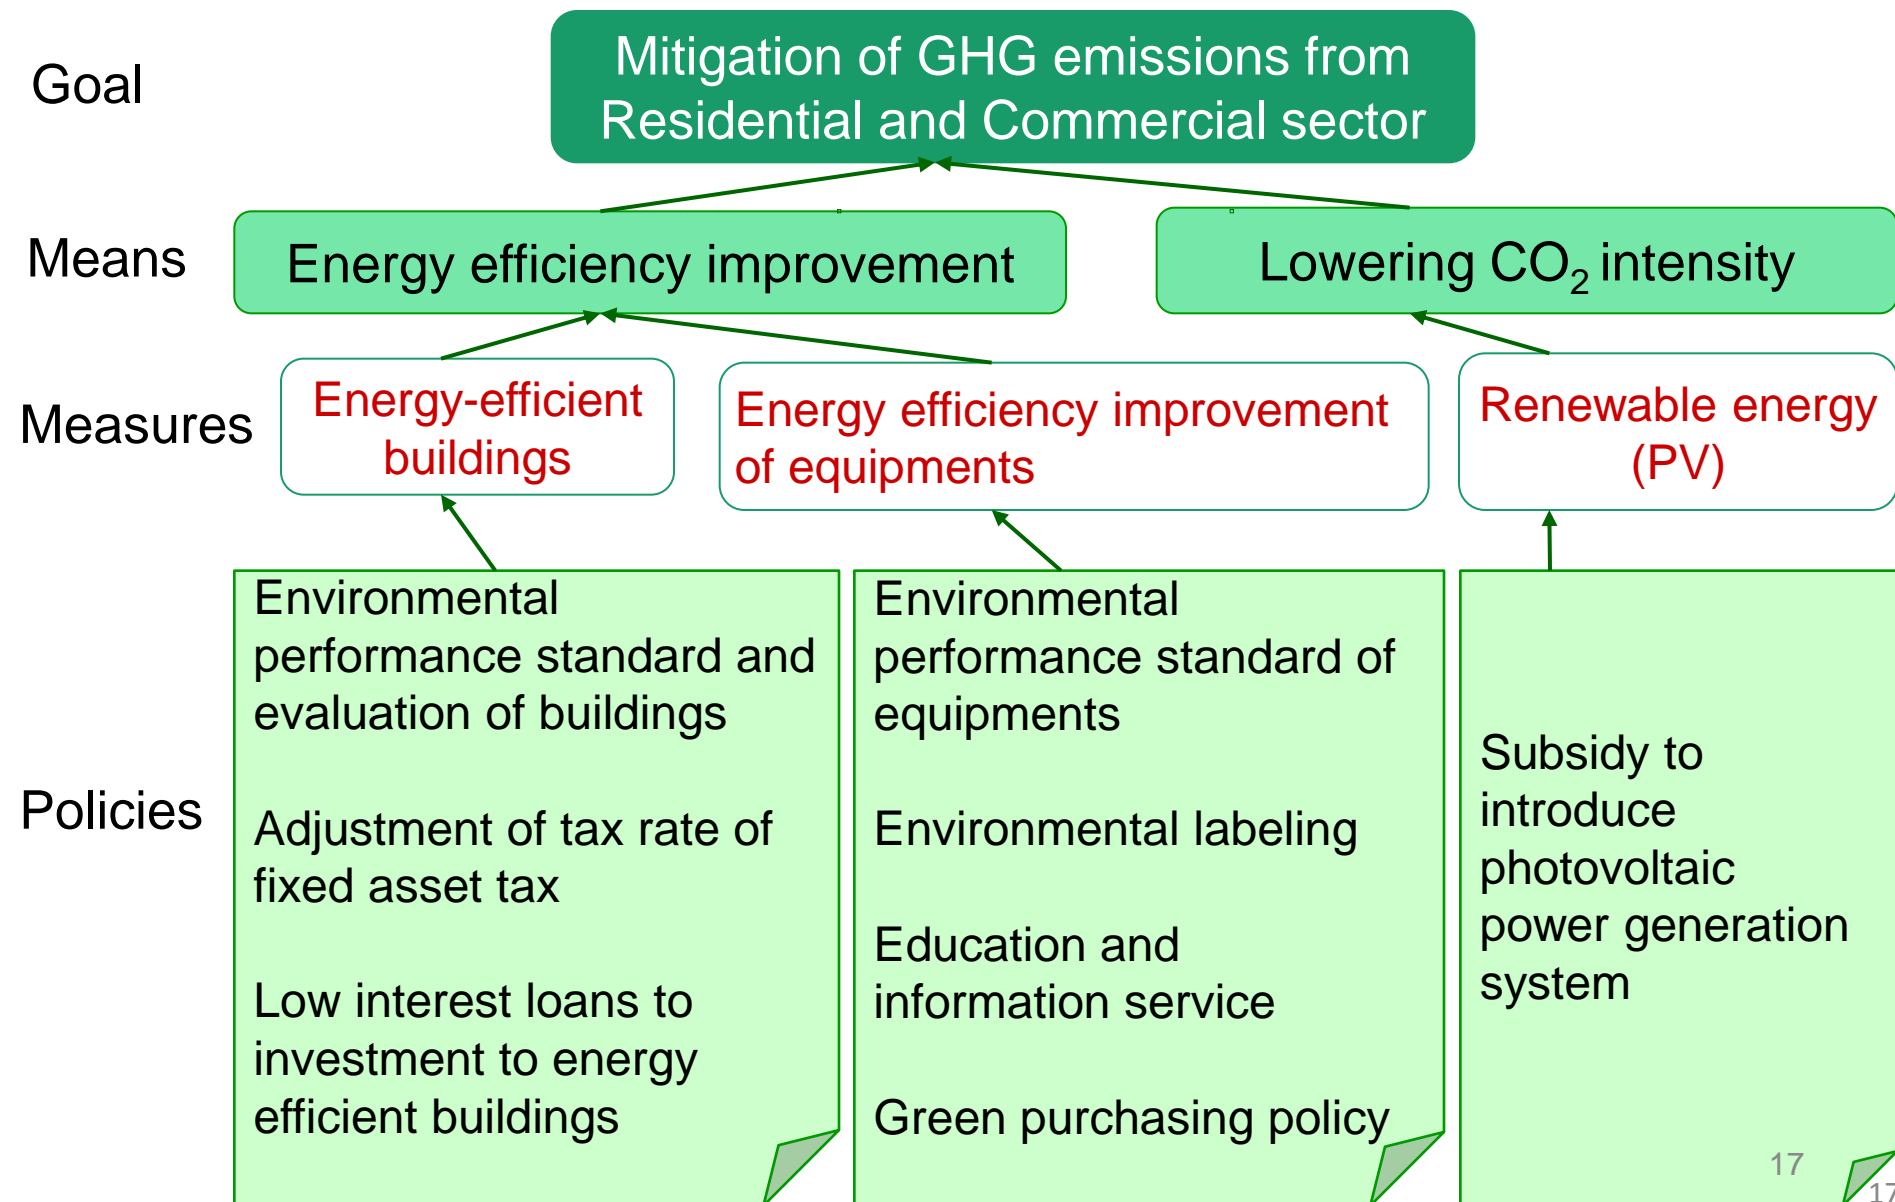 Goal
Mitigation of GHG emissions from
Residential and Commercial sector
Means
Energy efficiency improvement
Lowering CO₂ intensity
Measures
Energy-efficient
buildings
Energy efficiency improvement
of equipments
Renewable energy
(PV)
Policies
Environmental
performance standard and
evaluation of buildings
Adjustment of tax rate of
fixed asset tax
Low interest loans to
investment to energy
efficient buildings
Environmental
performance standard of
equipments
Environmental labeling
Education and
information service
Green purchasing policy
Subsidy to
introduce
photovoltaic
power generation
system
17
17